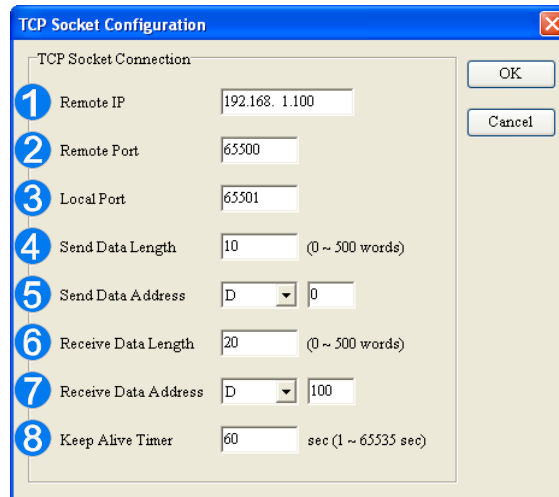 TCP Socket Configuration
TCP Socket Connection
OK
1 Remote IP 192.168. 1.100
Cancel
2 Remote Port 65500
3 Local Port 65501
4 Send Data Length 10 (0 ~ 500 words)
5 Send Data Address D 0
6 Receive Data Length 20 (0 ~ 500 words)
7 Receive Data Address D 100
8 Keep Alive Timer 60 sec (1 ~ 65535 sec)